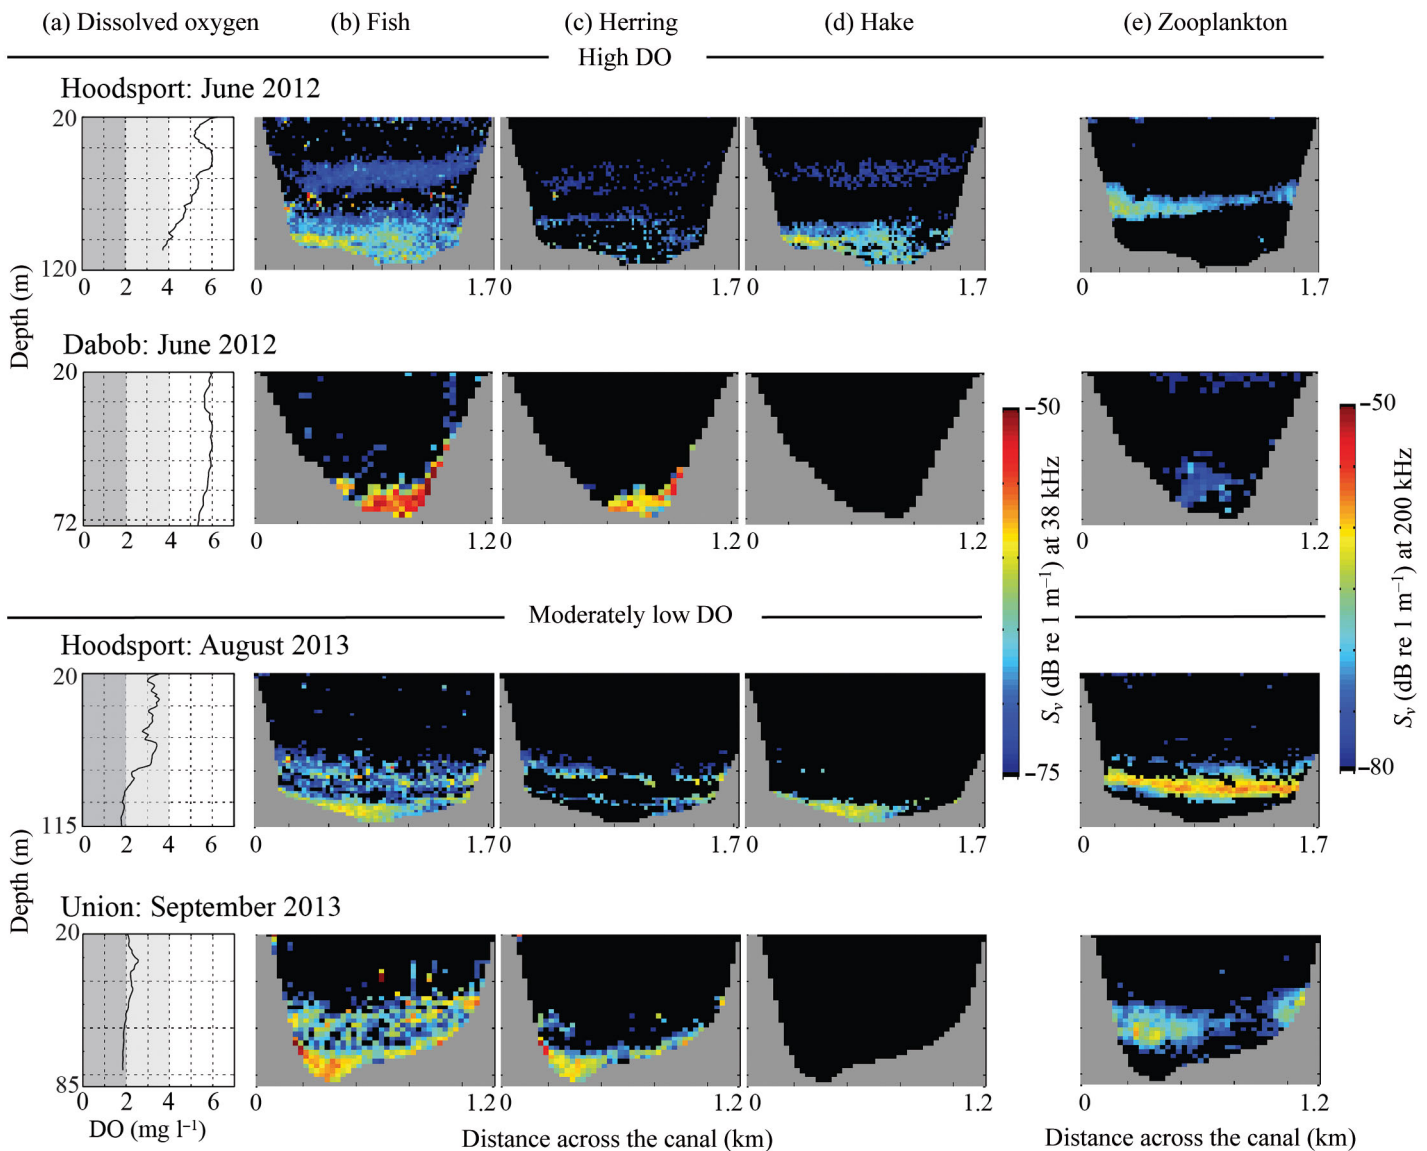 (a) Dissolved oxygen (b) Fish (c) Herring (d) Hake (e) Zooplankton
High DO
Hoodsport: June 2012
20
120
0 2 4 6
0 1.7 0 1.7 0 1.7 0 1.7
Depth (m)
Dabob: June 2012
20
72
0 2 4 6
0 1.2 0 1.2 0 1.2 0 1.2
–50
Sv (dB re 1 m–1) at 38 kHz
–75
–50
Sv (dB re 1 m–1) at 200 kHz
–80
Moderately low DO
Hoodsport: August 2013
20
115
0 2 4 6
0 1.7 0 1.7 0 1.7 0 1.7
Depth (m)
Union: September 2013
20
85
0 2 4 6
0 1.2 0 1.2 0 1.2 0 1.2
DO (mg l–1) Distance across the canal (km) Distance across the canal (km)